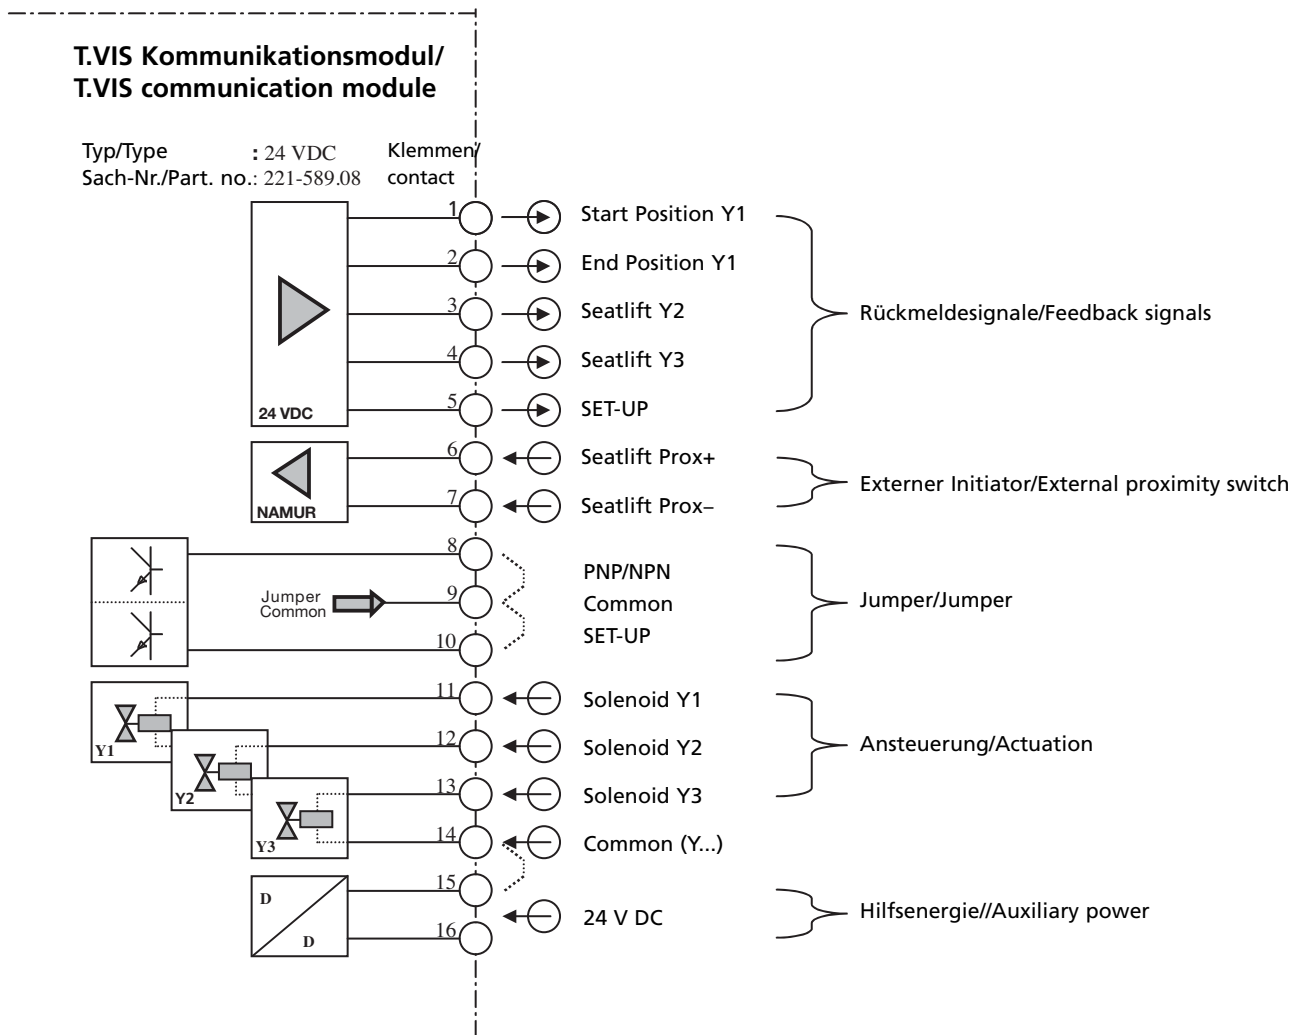 T.VIS Kommunikationsmodul/
T.VIS communication module
Typ/Type : 24 VDC
Sach-Nr./Part. no.: 221-589.08
Klemmen/
contact
1
Start Position Y1
2
End Position Y1
3
Seatlift Y2
4
Seatlift Y3
5
SET-UP
24 VDC
Rückmeldesignale/Feedback signals
6
Seatlift Prox+
7
Seatlift Prox–
NAMUR
Externer Initiator/External proximity switch
8
PNP/NPN
Jumper
Common
9
Common
10
SET-UP
Jumper/Jumper
11
Solenoid Y1
Y1
12
Solenoid Y2
Y2
13
Solenoid Y3
Y3
Ansteuerung/Actuation
14
Common (Y...)
15
16
24 V DC
D
D
Hilfsenergie//Auxiliary power